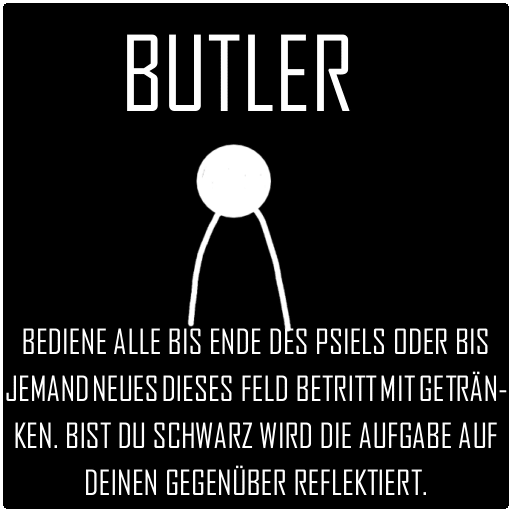 BUTLER
BEDIENE ALLE BIS ENDE DES PSIELS ODER BIS
JEMAND NEUES DIESES FELD BETRITT MIT GETRÄN-
KEN. BIST DU SCHWARZ WIRD DIE AUFGABE AUF
DEINEN GEGENÜBER REFLEKTIERT.